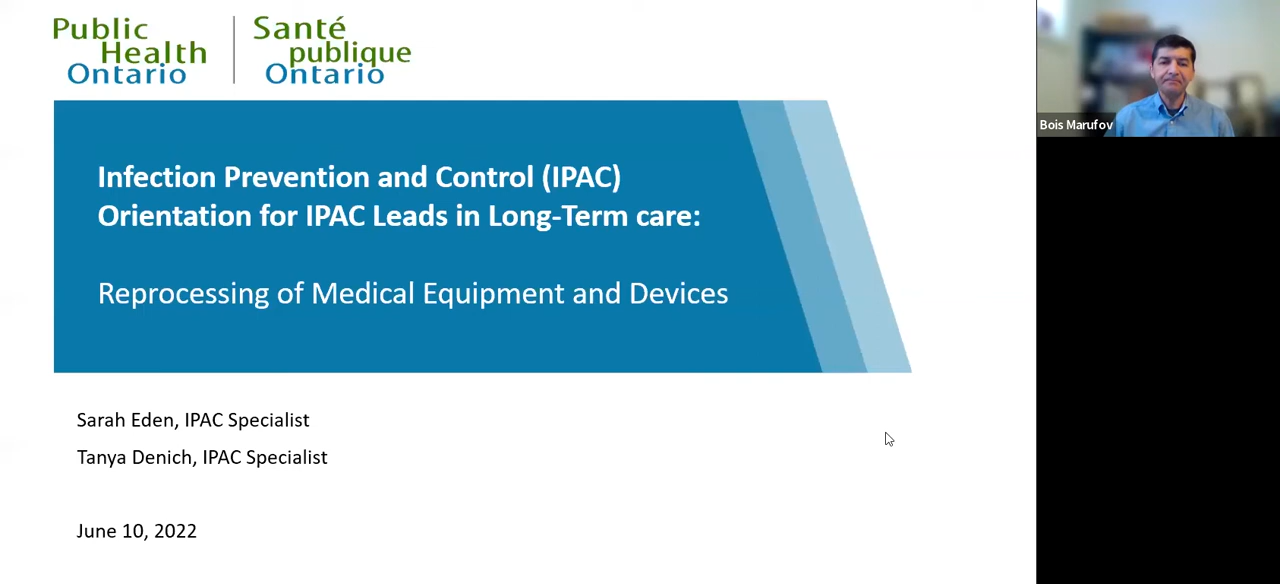 Public Health Ontario
Santé publique Ontario
Infection Prevention and Control (IPAC)
Orientation for IPAC Leads in Long-Term care:
Reprocessing of Medical Equipment and Devices
Sarah Eden, IPAC Specialist
Tanya Denich, IPAC Specialist
June 10, 2022
Bois Marufov